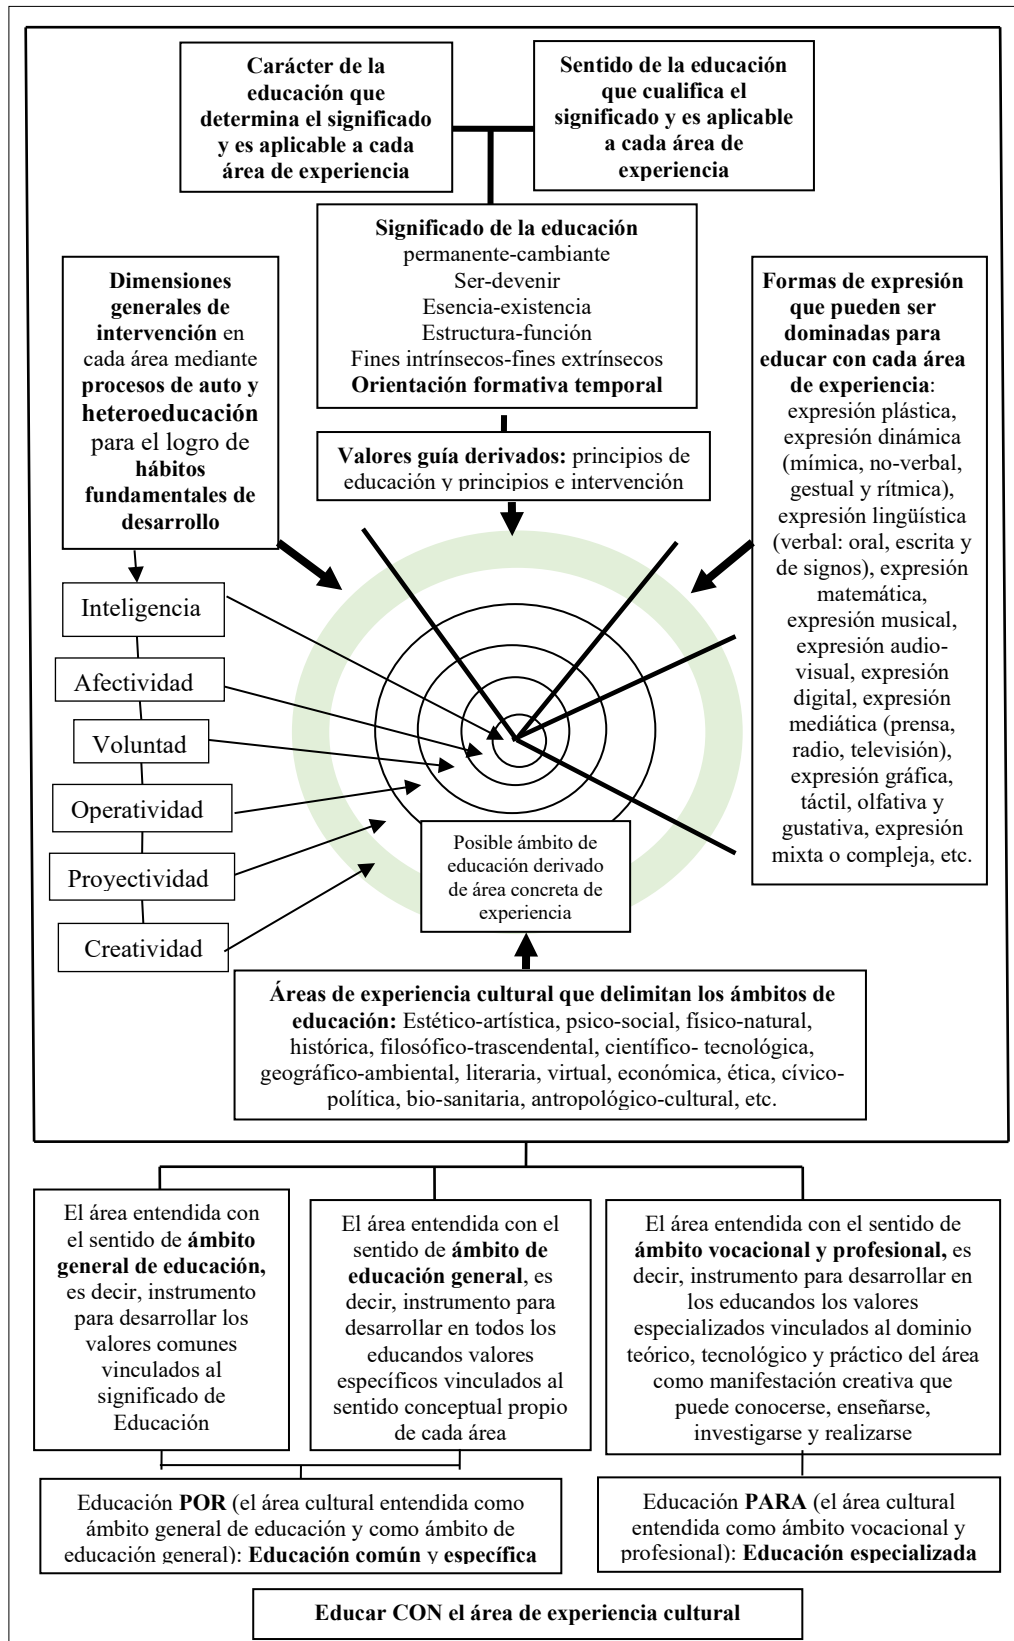 Carácter de la
educación que
determina el significado
y es aplicable a cada
área de experiencia
Sentido de la educación
que cualifica el
significado y es aplicable
a cada área de
experiencia
Significado de la educación
permanente-cambiante
Ser-devenir
Esencia-existencia
Estructura-función
Fines intrínsecos-fines extrínsecos
Orientación formativa temporal
Dimensiones
generales de
intervención en
cada área mediante
procesos de auto y
heteroeducación
para el logro de
hábitos
fundamentales de
desarrollo
Formas de expresión
que pueden ser
dominadas para
educar con cada área
de experiencia:
expresión plástica,
expresión dinámica
(mímica, no-verbal,
gestual y rítmica),
expresión lingüística
(verbal: oral, escrita y
de signos), expresión
matemática,
expresión musical,
expresión audio-
visual, expresión
digital, expresión
mediática (prensa,
radio, televisión),
expresión gráfica,
táctil, olfativa y
gustativa, expresión
mixta o compleja, etc.
Valores guía derivados: principios de
educación y principios e intervención
Inteligencia
Afectividad
Voluntad
Operatividad
Proyectividad
Creatividad
Posible ámbito de
educación derivado
de área concreta de
experiencia
Áreas de experiencia cultural que delimitan los ámbitos de
educación: Estético-artística, psico-social, físico-natural,
histórica, filosófico-trascendental, científico- tecnológica,
geográfico-ambiental, literaria, virtual, económica, ética, cívico-
política, bio-sanitaria, antropológico-cultural, etc.
El área entendida con
el sentido de ámbito
general de educación,
es decir, instrumento
para desarrollar los
valores comunes
vinculados al
significado de
Educación
El área entendida con el
sentido de ámbito de
educación general, es
decir, instrumento para
desarrollar en todos los
educandos valores
específicos vinculados al
sentido conceptual propio
de cada área
El área entendida con el sentido de
ámbito vocacional y profesional, es
decir, instrumento para desarrollar en
los educandos los valores
especializados vinculados al dominio
teórico, tecnológico y práctico del área
como manifestación creativa que
puede conocerse, enseñarse,
investigarse y realizarse
Educación POR (el área cultural entendida como
ámbito general de educación y como ámbito de
educación general): Educación común y específica
Educación PARA (el área cultural
entendida como ámbito vocacional y
profesional): Educación especializada
Educar CON el área de experiencia cultural